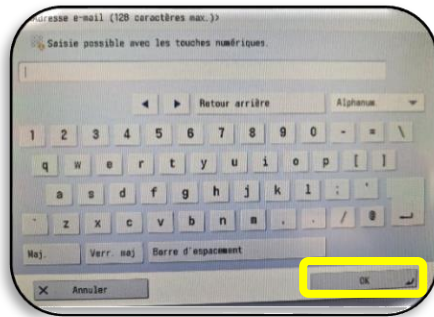 Adresse e-mail (128 caractères max.)>
Saisie possible avec les touches numériques.
◀ ▶ Retour arrière Alphanum.
1 2 3 4 5 6 7 8 9 0 - = \
q w e r t y u i o p [ ]
a s d f g h j k l ; '
` z x c v b n m , . / @
Maj. Verr. maj Barre d'espacement
X Annuler OK